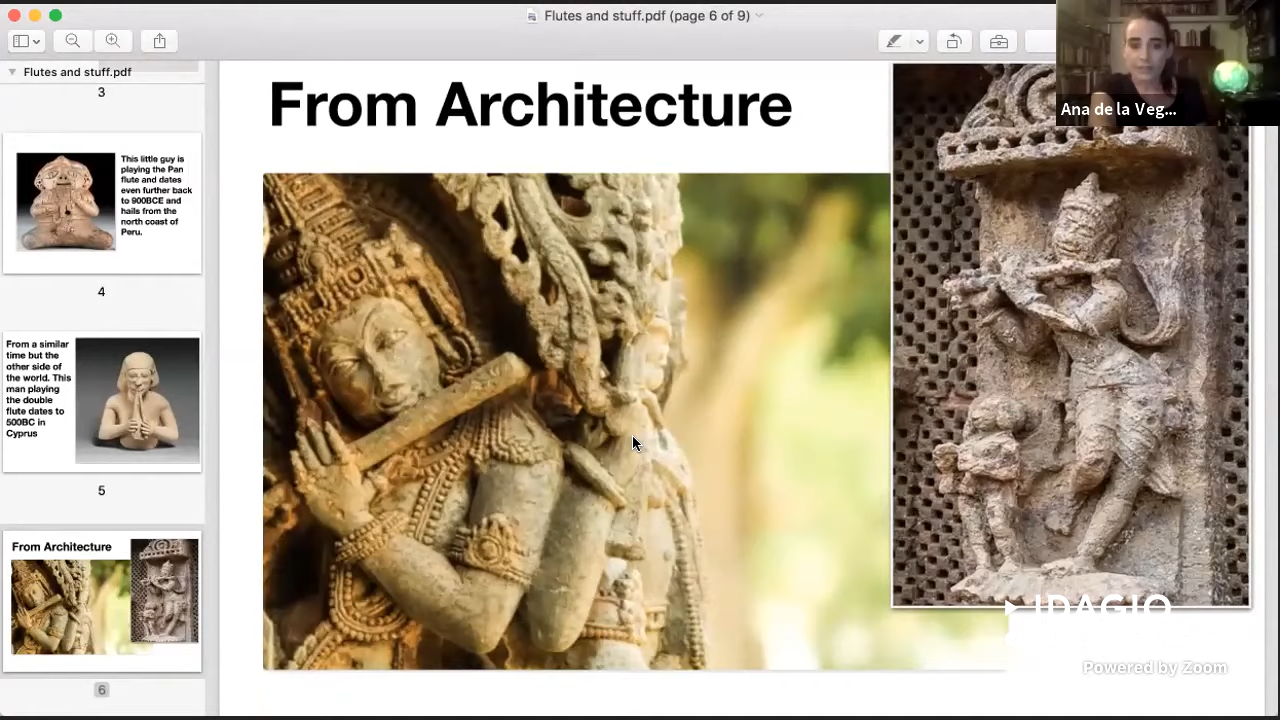 Flutes and stuff.pdf (page 6 of 9)
Flutes and stuff.pdf
3
This little guy is
playing the Pan
flute and dates
even further back
to 900BCE and
hails from the
north coast of
Peru.
4
From a similar
time but the
other side of
the world. This
man playing
the double
flute dates to
500BC in
Cyprus
5
From Architecture
6
From Architecture
Ana de la Veg...
IDAGIO
Powered by Zoom